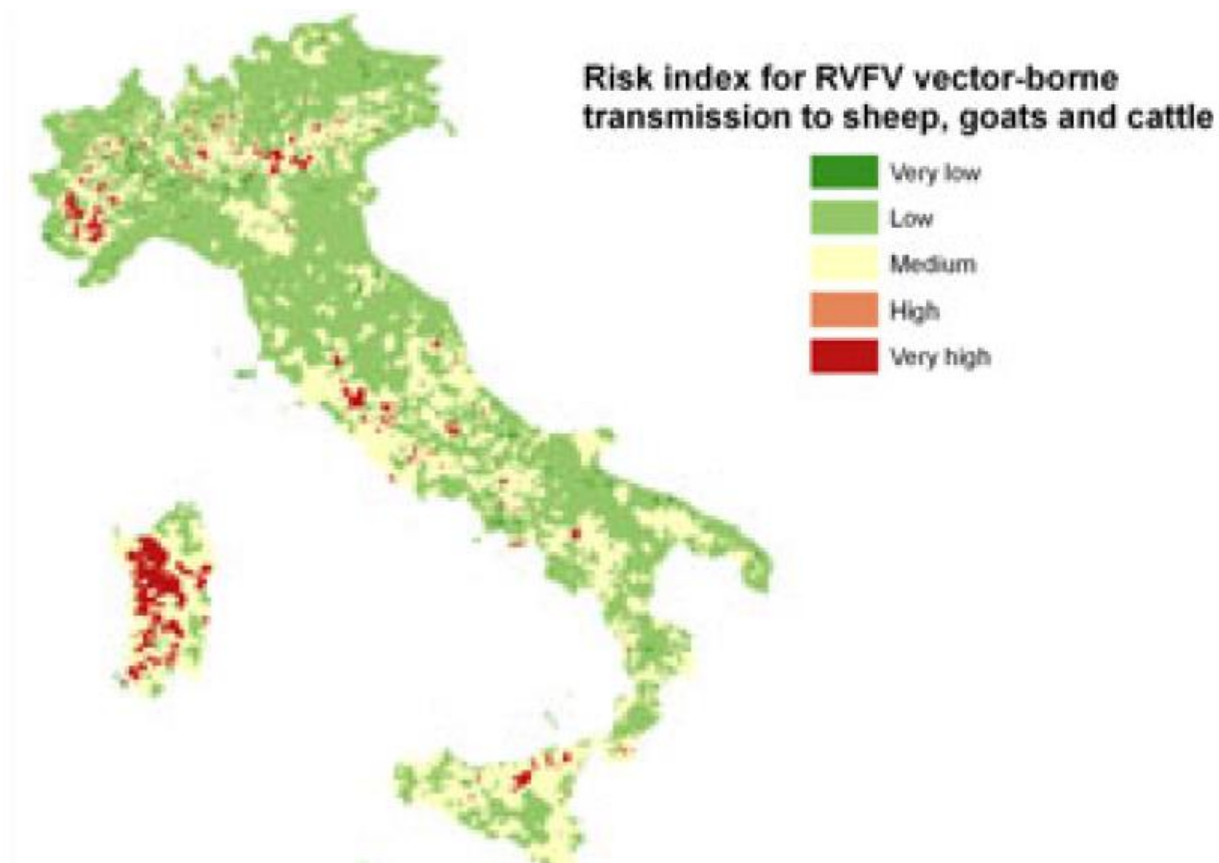 Risk index for RVFV vector-borne
transmission to sheep, goats and cattle
Very low
Low
Medium
High
Very high